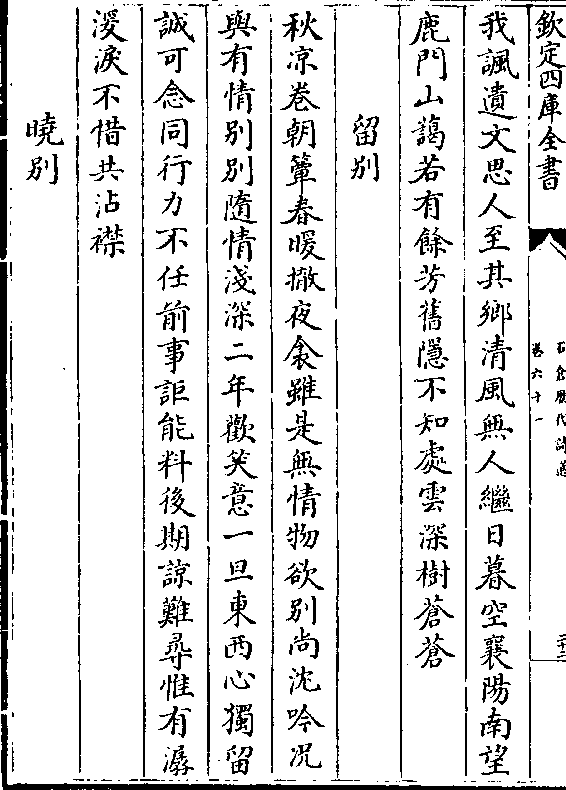 欽定四庫全書
石倉歷代詩選
卷六十一
二十二
我諷遺文思人至其鄉清風無人繼日暮空襄陽南望
鹿門山藹若有餘芳舊隱不知處雲深樹蒼蒼
留别
秋凉卷朝簟春暖撤夜衾雖是無情物欲别尚沈吟况
與有情别别隨情淺深二年歡笑意一旦東西心獨留
誠可念同行力不任前事詎能料後期諒難尋惟有潺
湲淚不惜共沾襟
曉别